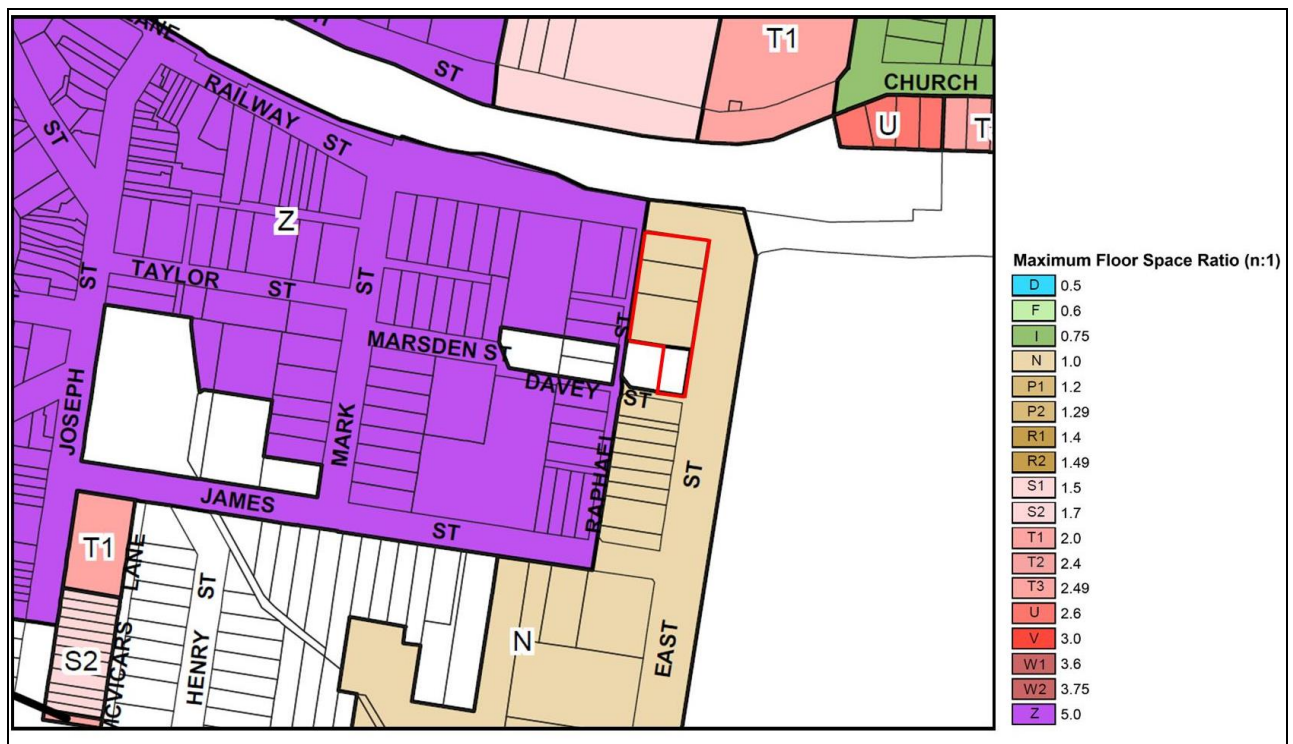 LANE
ST
T1
CHURCH
RAILWAY
ST
ST
U
T
Z
ST
TAYLOR
ST
ST
ST
MARSDEN ST
DAVEY
ST
JOSEPH
MARK
RAPHAEL
ST
JAMES
ST
T1
LANE
HENRY ST
S2
MCVICARS
N
EAST
Maximum Floor Space Ratio (n:1)
D 0.5
F 0.6
I 0.75
N 1.0
P1 1.2
P2 1.29
R1 1.4
R2 1.49
S1 1.5
S2 1.7
T1 2.0
T2 2.4
T3 2.49
U 2.6
V 3.0
W1 3.6
W2 3.75
Z 5.0